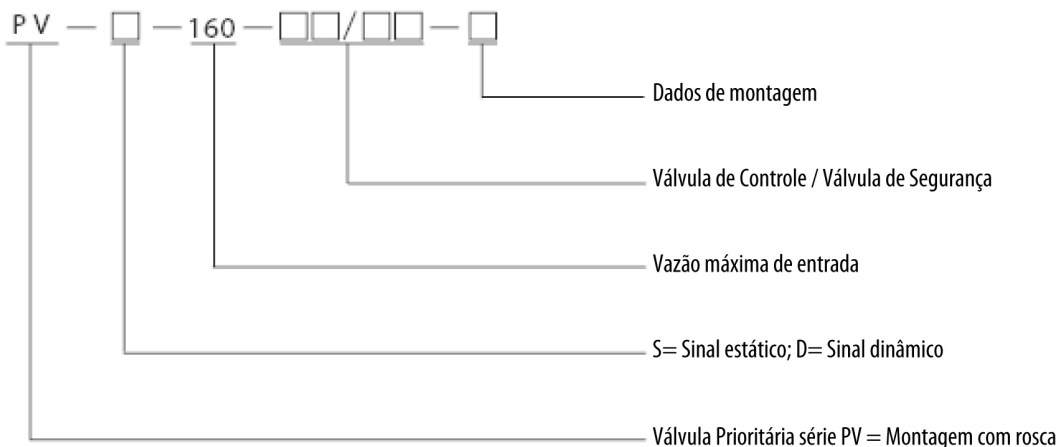 PV — □ — 160 — □□/□□ — □
Dados de montagem
Válvula de Controle / Válvula de Segurança
Vazão máxima de entrada
S= Sinal estático; D= Sinal dinâmico
Válvula Prioritária série PV = Montagem com rosca